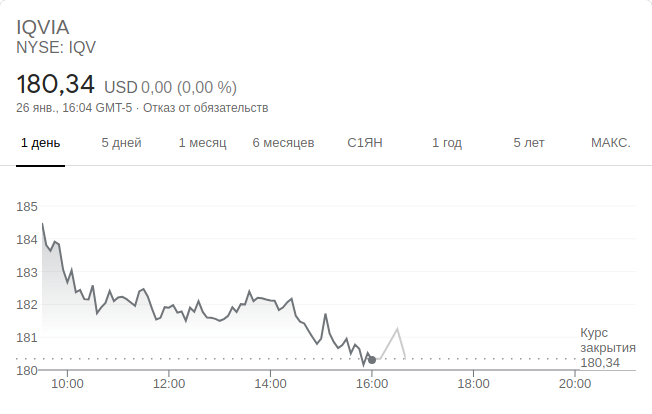 IQVIA
NYSE: IQV
180,34 USD 0,00 (0,00 %)
26 янв., 16:04 GMT-5 · Отказ от обязательств
1 день 5 дней 1 месяц 6 месяцев С1ЯН 1 год 5 лет МАКС.
185
184
183
182
181
180
Курс
закрытия
180,34
10:00 12:00 14:00 16:00 18:00 20:00